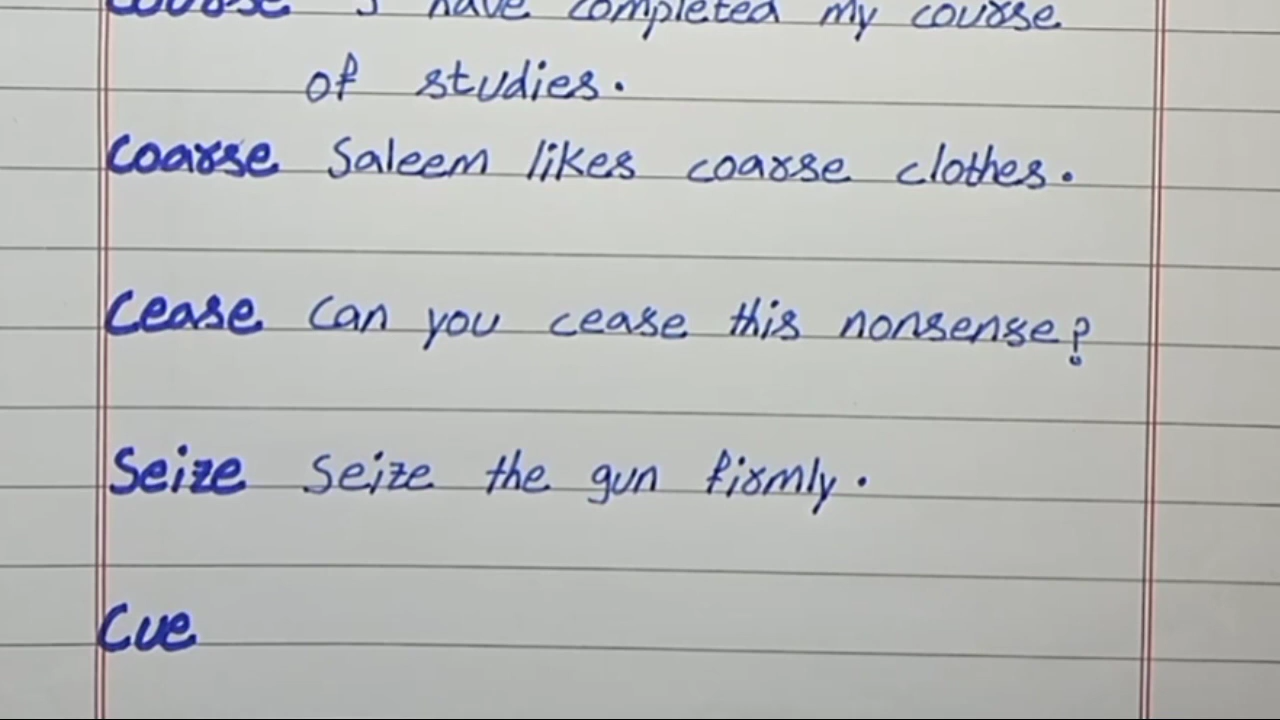 Course I have completed my course
of studies.
Coarse Saleem likes coarse clothes.
Cease Can you cease this nonsense?
Seize Seize the gun firmly.
Cue